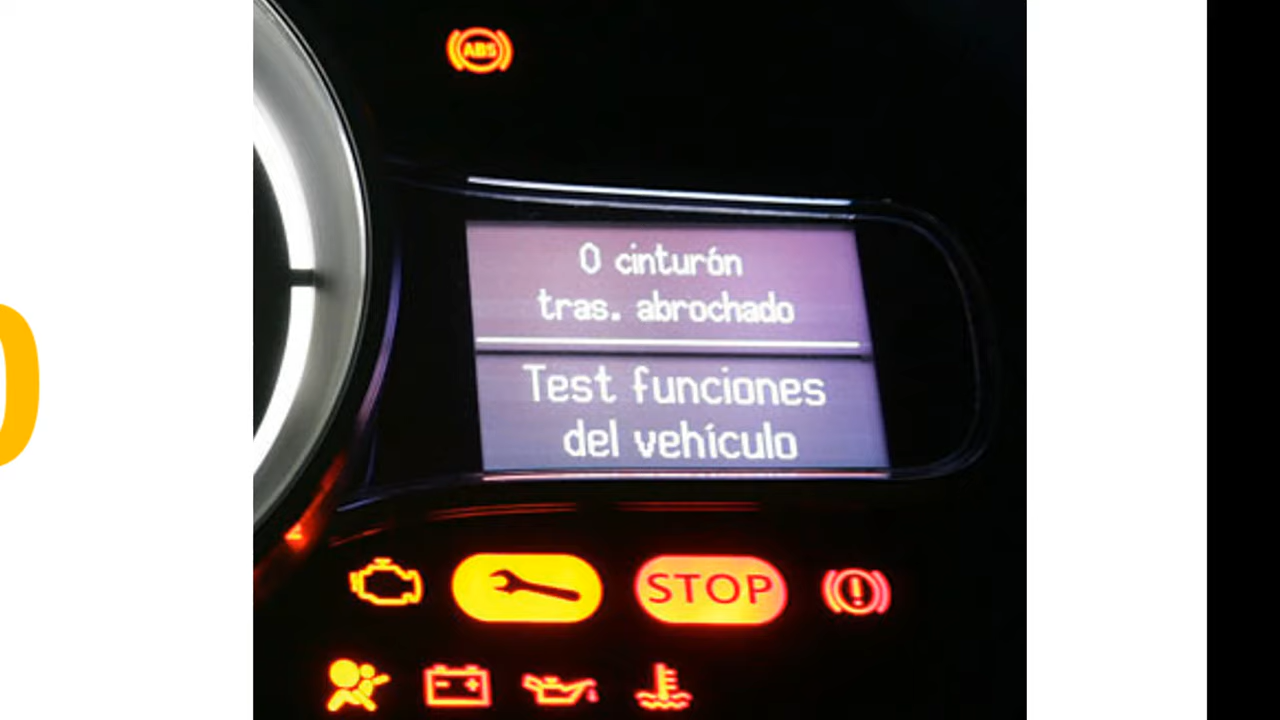 ABS
0 cinturón
tras. abrochado
Test funciones
del vehículo
STOP